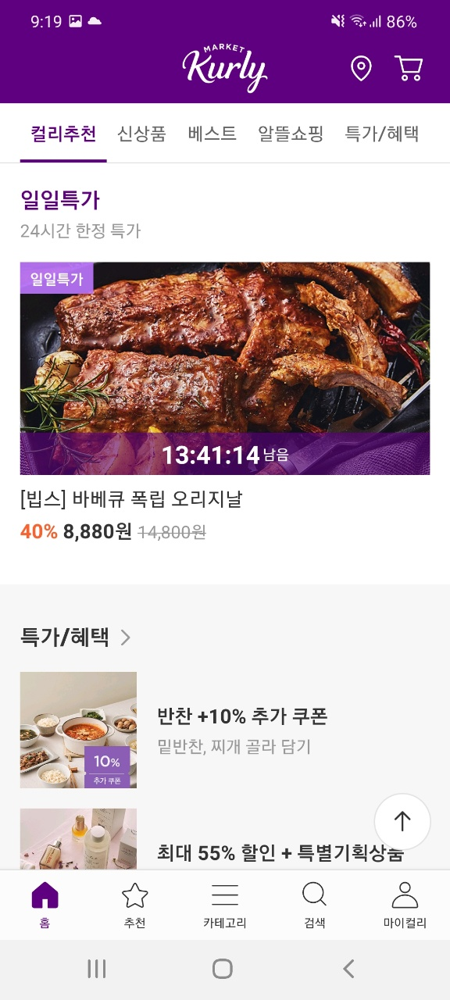 9:19 86%
MARKET
Kurly
컬리추천 신상품 베스트 알뜰쇼핑 특가/혜택
일일특가
24시간 한정 특가
일일특가
13:41:14 남음
[빕스] 바베큐 폭립 오리지날
40% 8,880원 14,800원
특가/혜택
10%
추가 쿠폰
반찬 +10% 추가 쿠폰
밑반찬, 찌개 골라 담기
최대 55% 할인 + 특별기획상품
홈 추천 카테고리 검색 마이컬리